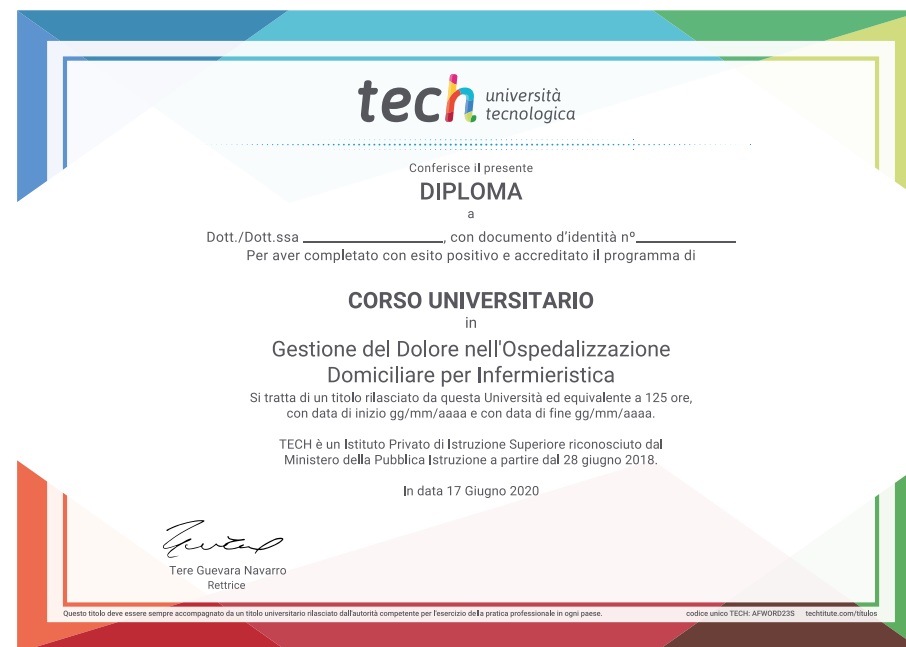 tech università
tecnologica
Conferisce il presente
DIPLOMA
a
Dott./Dott.ssa ____________________, con documento d'identità nº______________
Per aver completato con esito positivo e accreditato il programma di
CORSO UNIVERSITARIO
in
Gestione del Dolore nell'Ospedalizzazione
Domiciliare per Infermieristica
Si tratta di un titolo rilasciato da questa Università ed equivalente a 125 ore,
con data di inizio gg/mm/aaaa e con data di fine gg/mm/aaaa.
TECH è un Istituto Privato di Istruzione Superiore riconosciuto dal
Ministero della Pubblica Istruzione a partire dal 28 giugno 2018.
In data 17 Giugno 2020
Tere Guevara Navarro
Rettrice
Questo titolo deve essere sempre accompagnato da un titolo universitario rilasciato dall'autorità competente per l'esercizio della pratica professionale in ogni paese. codice unico TECH: AFWORD23S techtitute.com/titulos